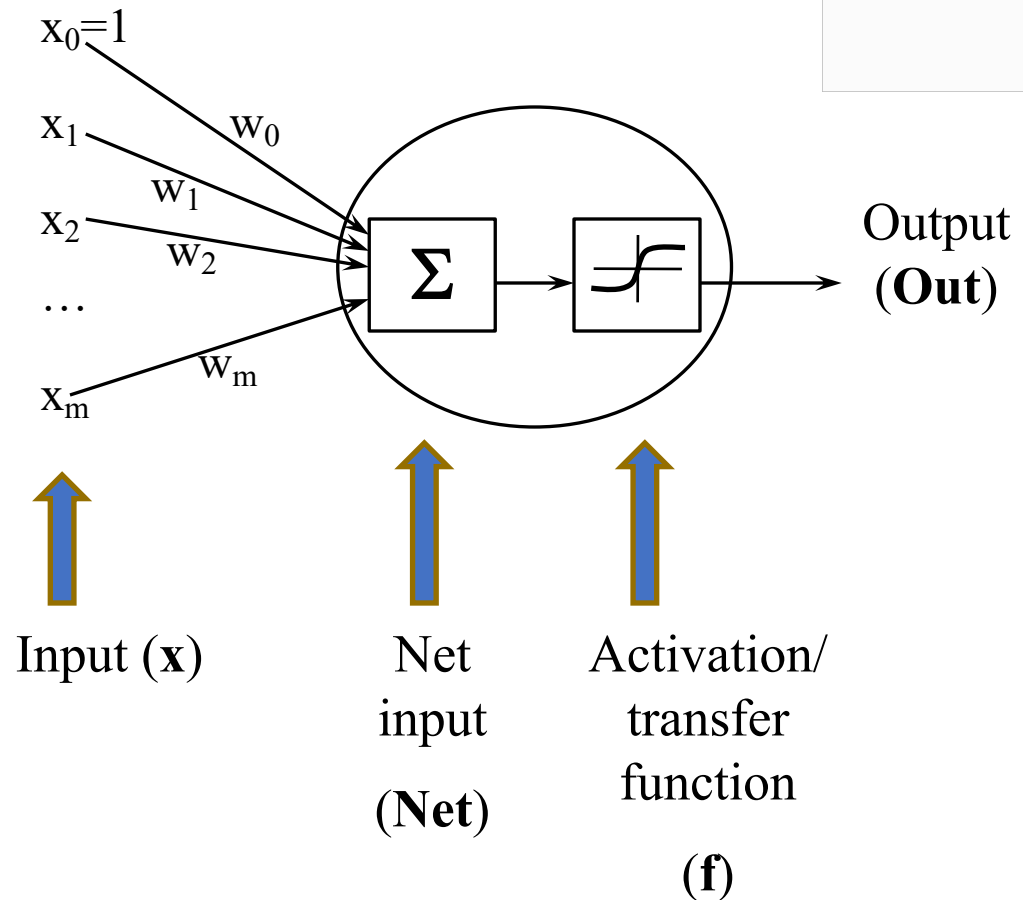 x₀=1
w₀
x₁
w₁
x₂
w₂
…
xₘ
wₘ
Σ
Output
(Out)
Input (x)
Net
input
(Net)
Activation/
transfer
function
(f)